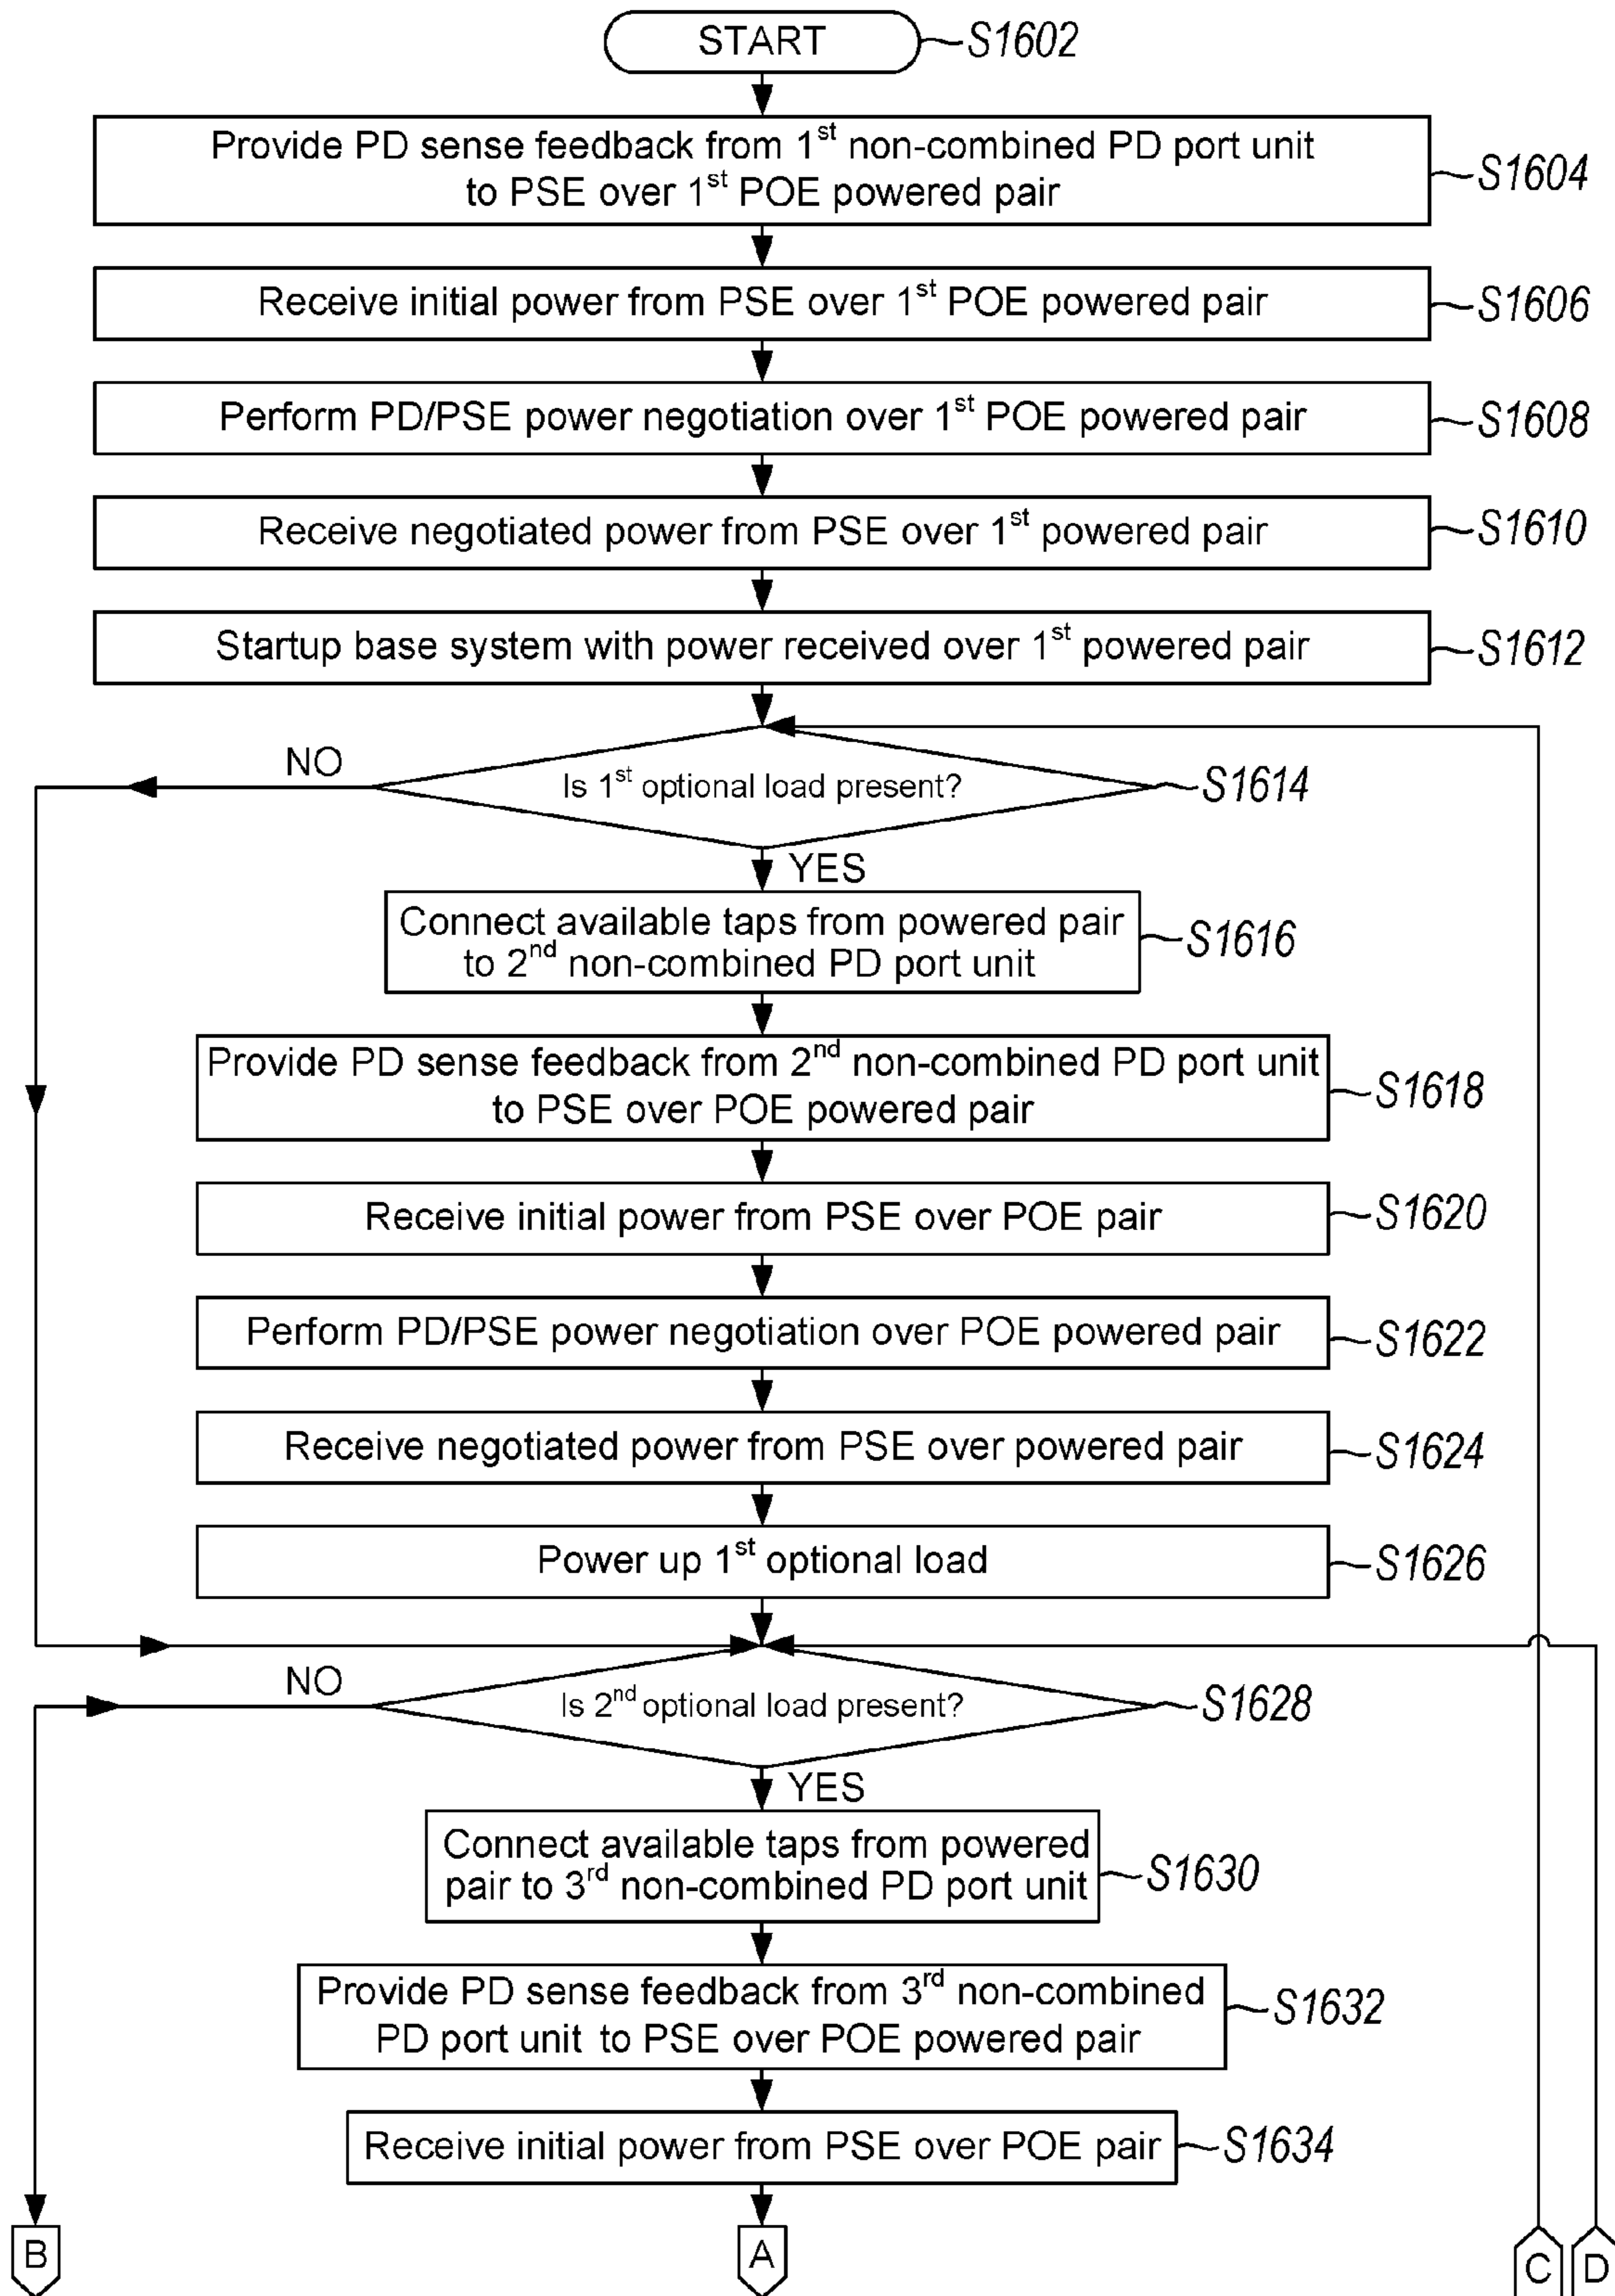 START
S1602
Provide PD sense feedback from 1st non-combined PD port unit
to PSE over 1st POE powered pair
S1604
Receive initial power from PSE over 1st POE powered pair
S1606
Perform PD/PSE power negotiation over 1st POE powered pair
S1608
Receive negotiated power from PSE over 1st powered pair
S1610
Startup base system with power received over 1st powered pair
S1612
NO
Is 1st optional load present?
S1614
YES
Connect available taps from powered pair
to 2nd non-combined PD port unit
S1616
Provide PD sense feedback from 2nd non-combined PD port unit
to PSE over POE powered pair
S1618
Receive initial power from PSE over POE pair
S1620
Perform PD/PSE power negotiation over POE powered pair
S1622
Receive negotiated power from PSE over powered pair
S1624
Power up 1st optional load
S1626
NO
Is 2nd optional load present?
S1628
YES
Connect available taps from powered
pair to 3rd non-combined PD port unit
S1630
Provide PD sense feedback from 3rd non-combined
PD port unit to PSE over POE powered pair
S1632
Receive initial power from PSE over POE pair
S1634
B
A
C
D